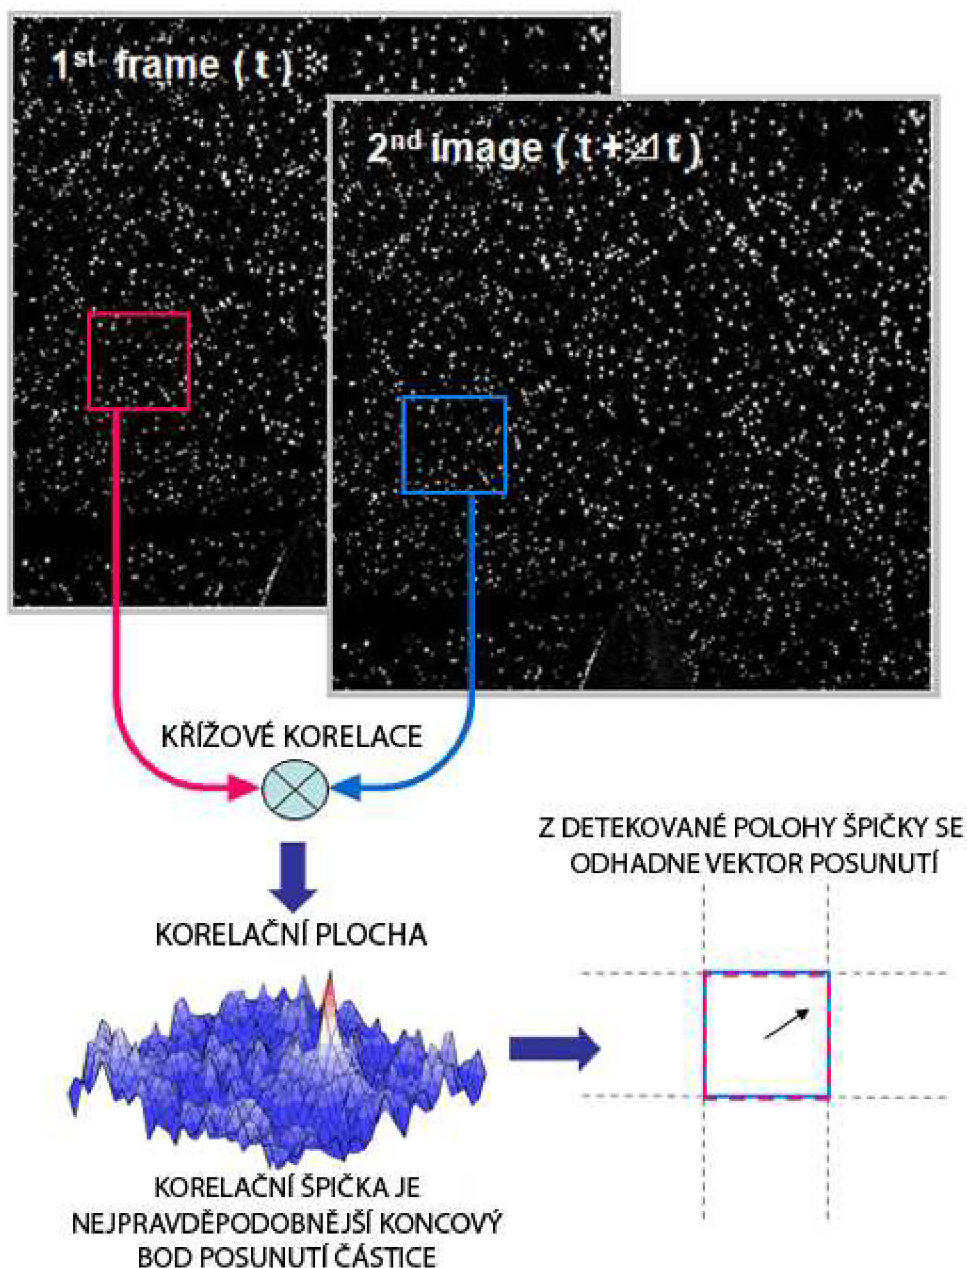 1st frame ( t )
2nd image ( t + ⊿ t )
KŘÍŽOVÉ KORELACE
Z DETEKOVANÉ POLOHY ŠPIČKY SE
ODHADNE VEKTOR POSUNUTÍ
KORELAČNÍ PLOCHA
KORELAČNÍ ŠPIČKA JE
NEJPRAVDĚPODOBNĚJŠÍ KONCOVÝ
BOD POSUNUTÍ ČÁSTICE